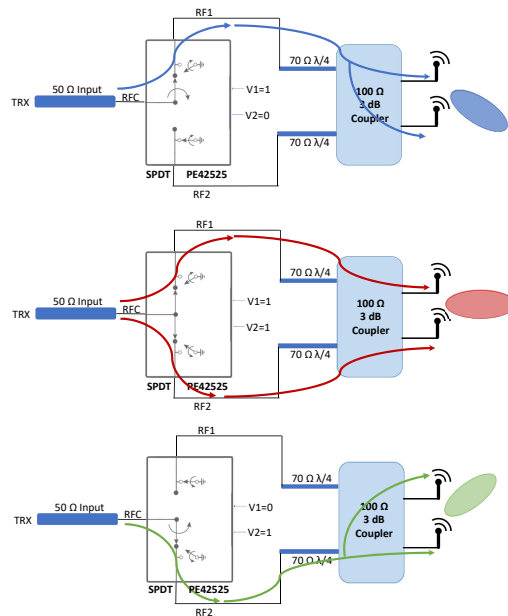 RF1
70 Ω λ/4
50 Ω Input
TRX
RFC
V1=1
V2=0
100 Ω
3 dB
Coupler
70 Ω λ/4
SPDT PE42525
RF2
RF1
70 Ω λ/4
50 Ω Input
TRX
RFC
V1=1
V2=1
100 Ω
3 dB
Coupler
70 Ω λ/4
SPDT PE42525
RF2
RF1
70 Ω λ/4
50 Ω Input
TRX
RFC
V1=0
V2=1
100 Ω
3 dB
Coupler
70 Ω λ/4
SPDT PE42525
RF2